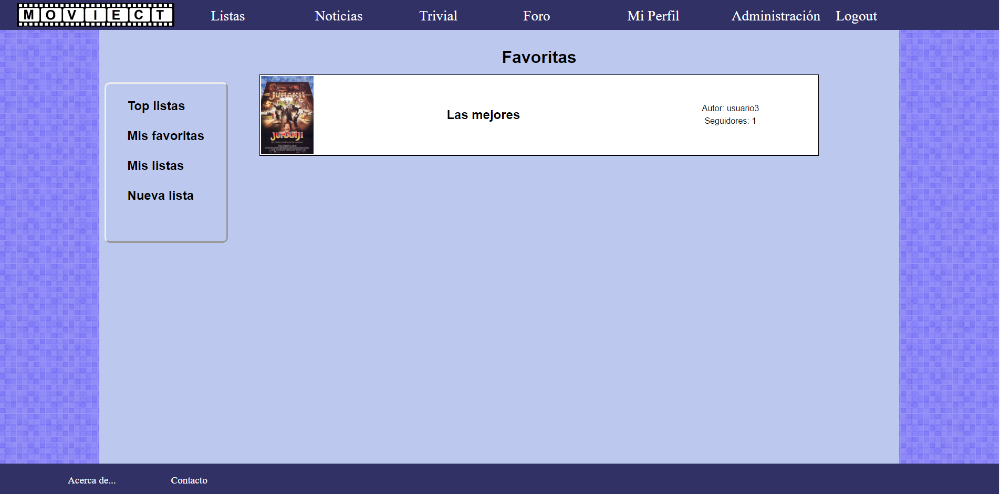 MOVIECT
Listas
Noticias
Trivial
Foro
Mi Perfil
Administración
Logout
Favoritas
Top listas
Mis favoritas
Mis listas
Nueva lista
JUMANJI
JUMANJI
Las mejores
Autor: usuario3
Seguidores: 1
Acerca de...
Contacto